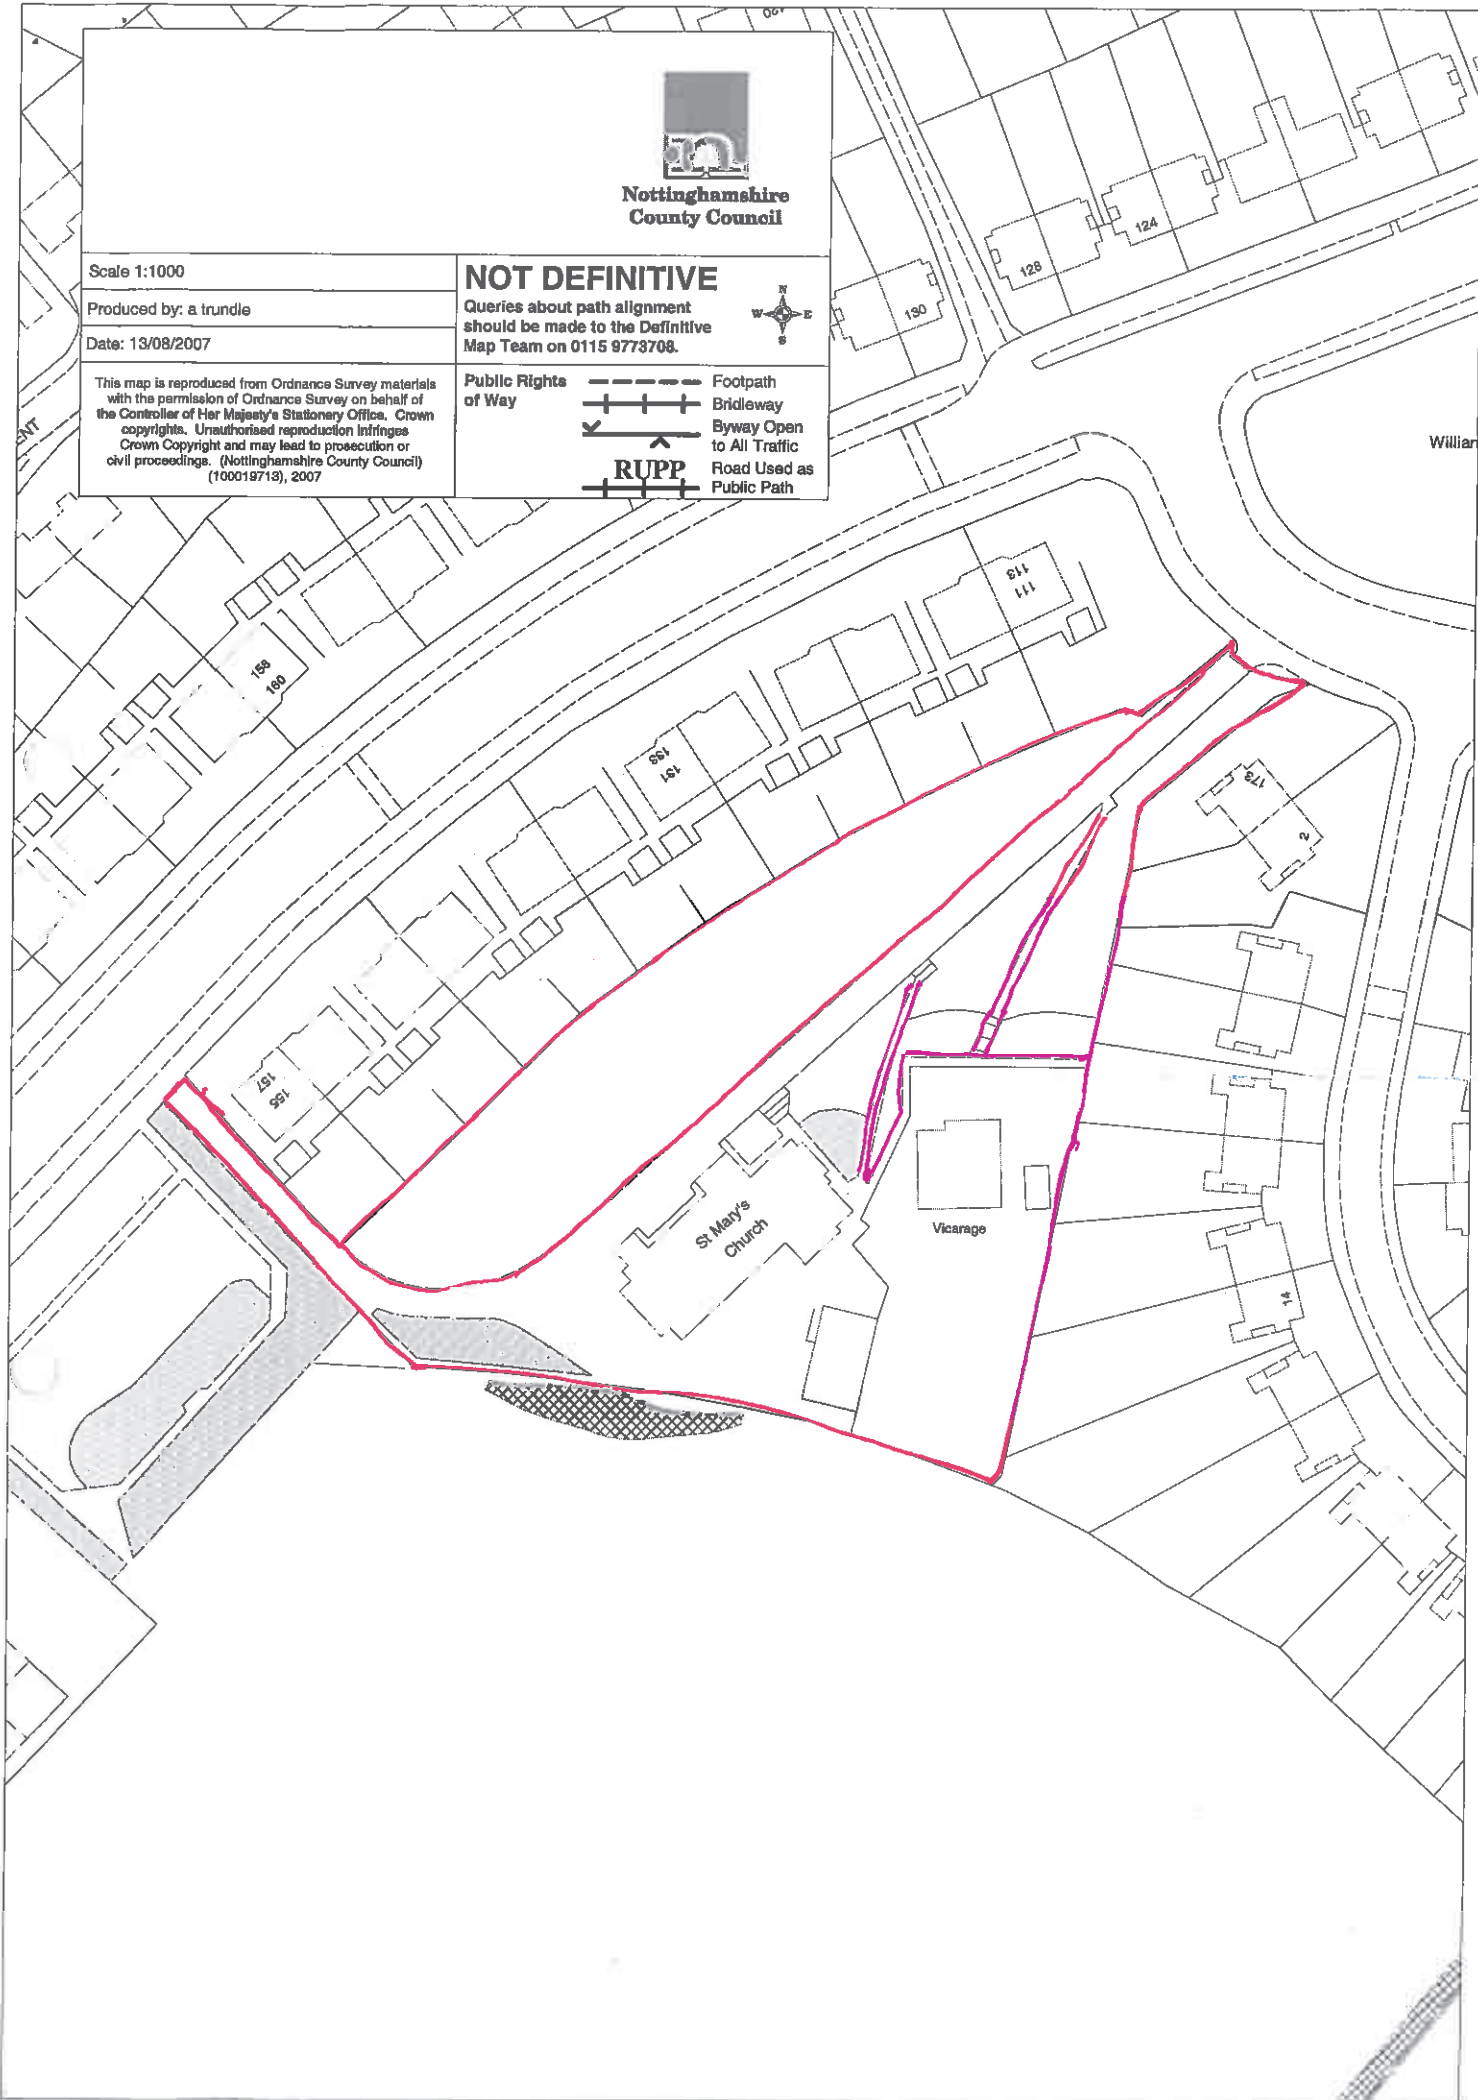 Nottinghamshire
County Council
Scale 1:1000
Produced by: a trundle
Date: 13/08/2007
This map is reproduced from Ordnance Survey materials
with the permission of Ordnance Survey on behalf of
the Controller of Her Majesty's Stationery Office. Crown
copyrights. Unauthorised reproduction infringes
Crown Copyright and may lead to prosecution or
civil proceedings. (Nottinghamshire County Council)
(100019713), 2007
NOT DEFINITIVE
Queries about path alignment
should be made to the Definitive
Map Team on 0115 9773708.
N
W E
S
Public Rights
of Way
Footpath
Bridleway
Byway Open
to All Traffic
RUPP
Road Used as
Public Path
130
128
124
Willian
113
111
158
160
133
131
173
2
157
155
St Mary's
Church
Vicarage
14